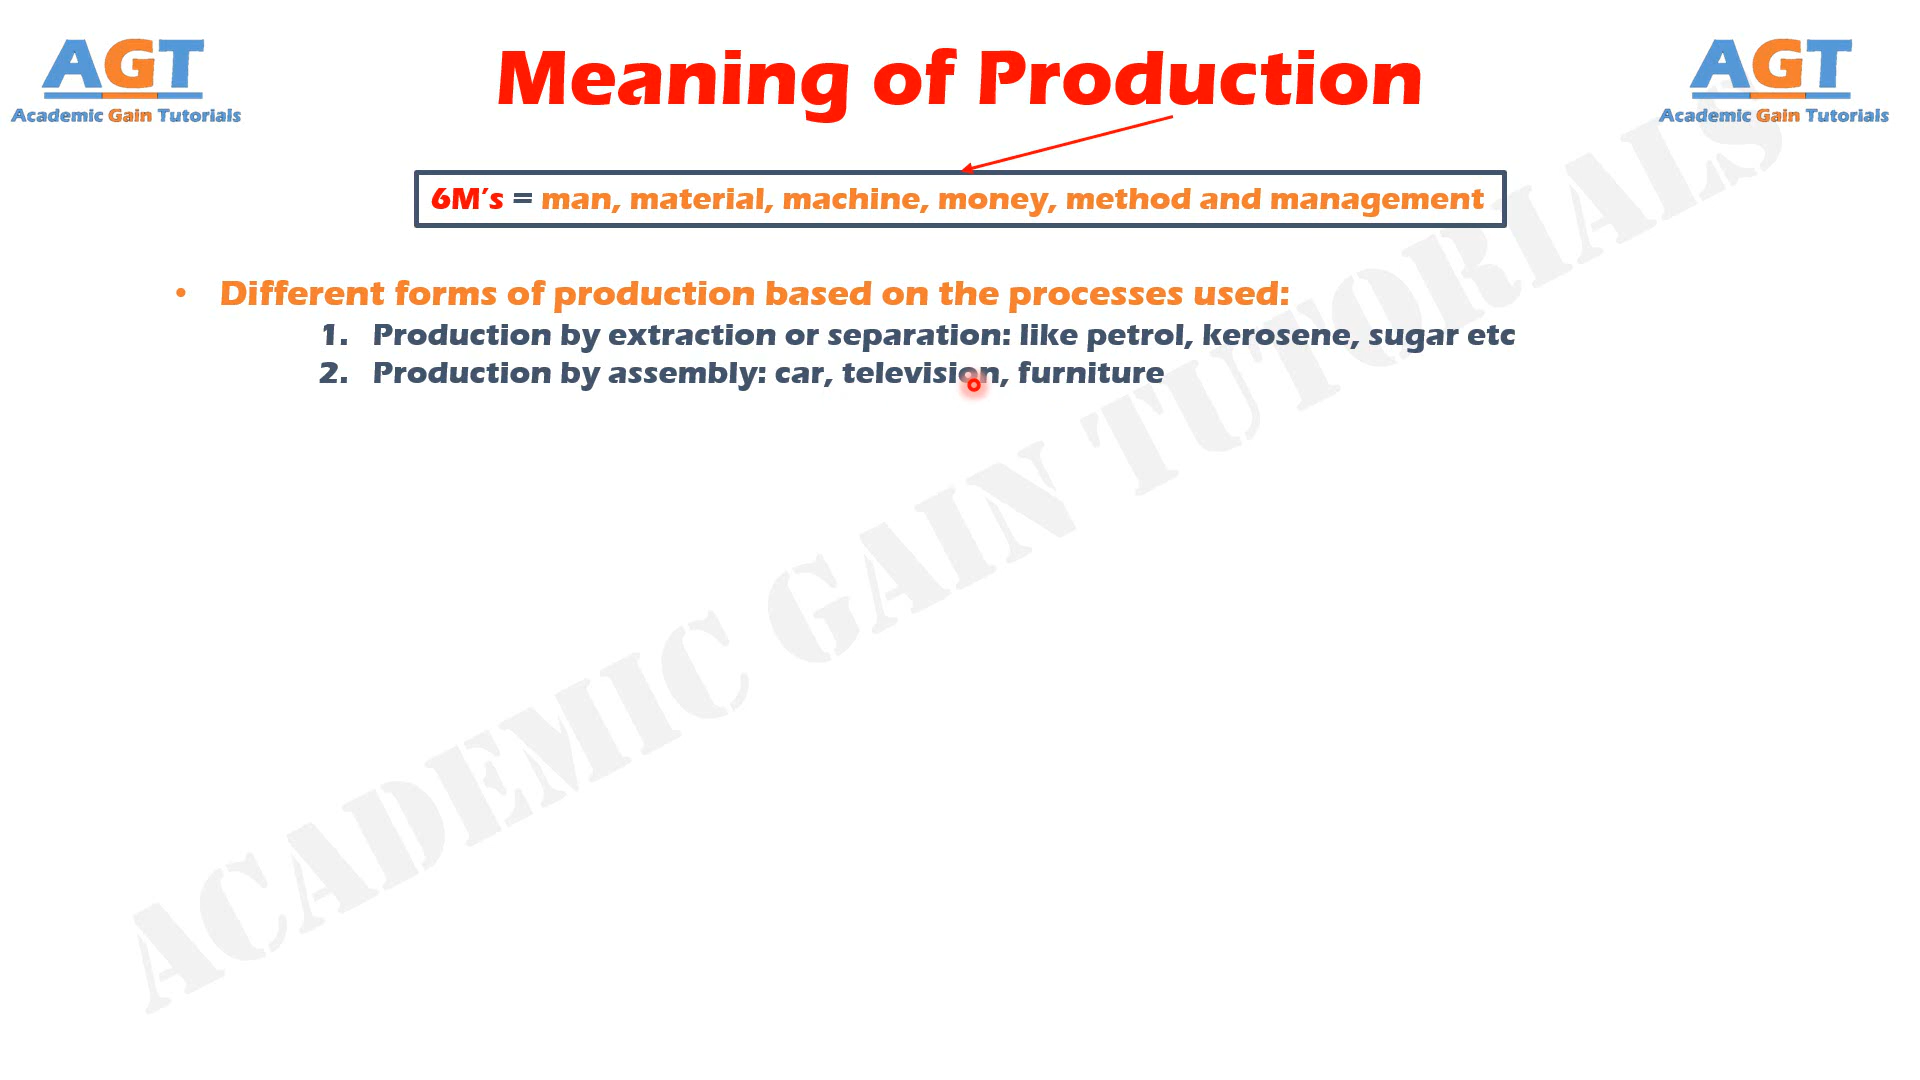 AGT
Academic Gain Tutorials
Meaning of Production
AGT
Academic Gain Tutorials
6M's = man, material, machine, money, method and management
• Different forms of production based on the processes used:
1. Production by extraction or separation: like petrol, kerosene, sugar etc
2. Production by assembly: car, television, furniture
ACADEMIC GAIN TUTORIALS